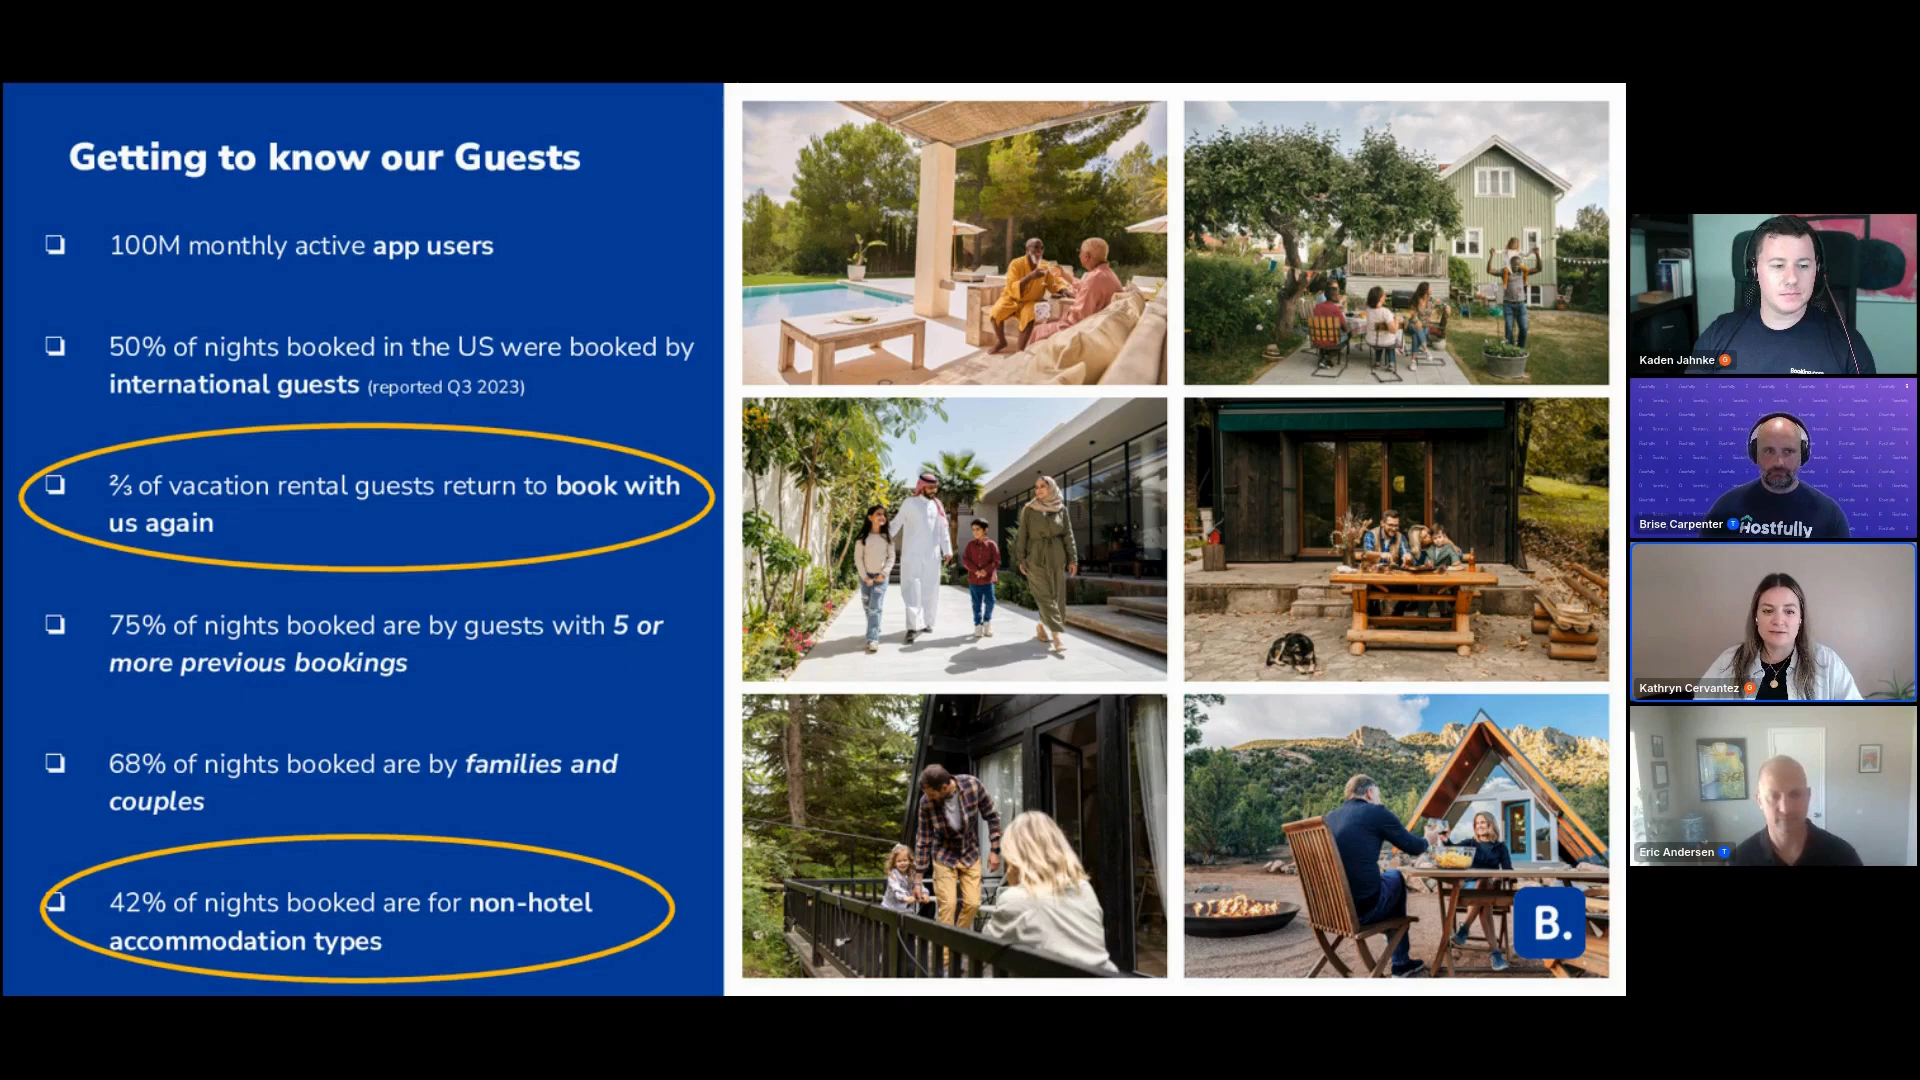 Getting to know our Guests
❏ 100M monthly active app users
❏ 50% of nights booked in the US were booked by
international guests (reported Q3 2023)
❏ ⅔ of vacation rental guests return to book with
us again
❏ 75% of nights booked are by guests with 5 or
more previous bookings
❏ 68% of nights booked are by families and
couples
❏ 42% of nights booked are for non-hotel
accommodation types
B.
Booking.com
Kaden Jahnke G
Hostfully
Brise Carpenter T
Kathryn Cervantez G
Eric Andersen T